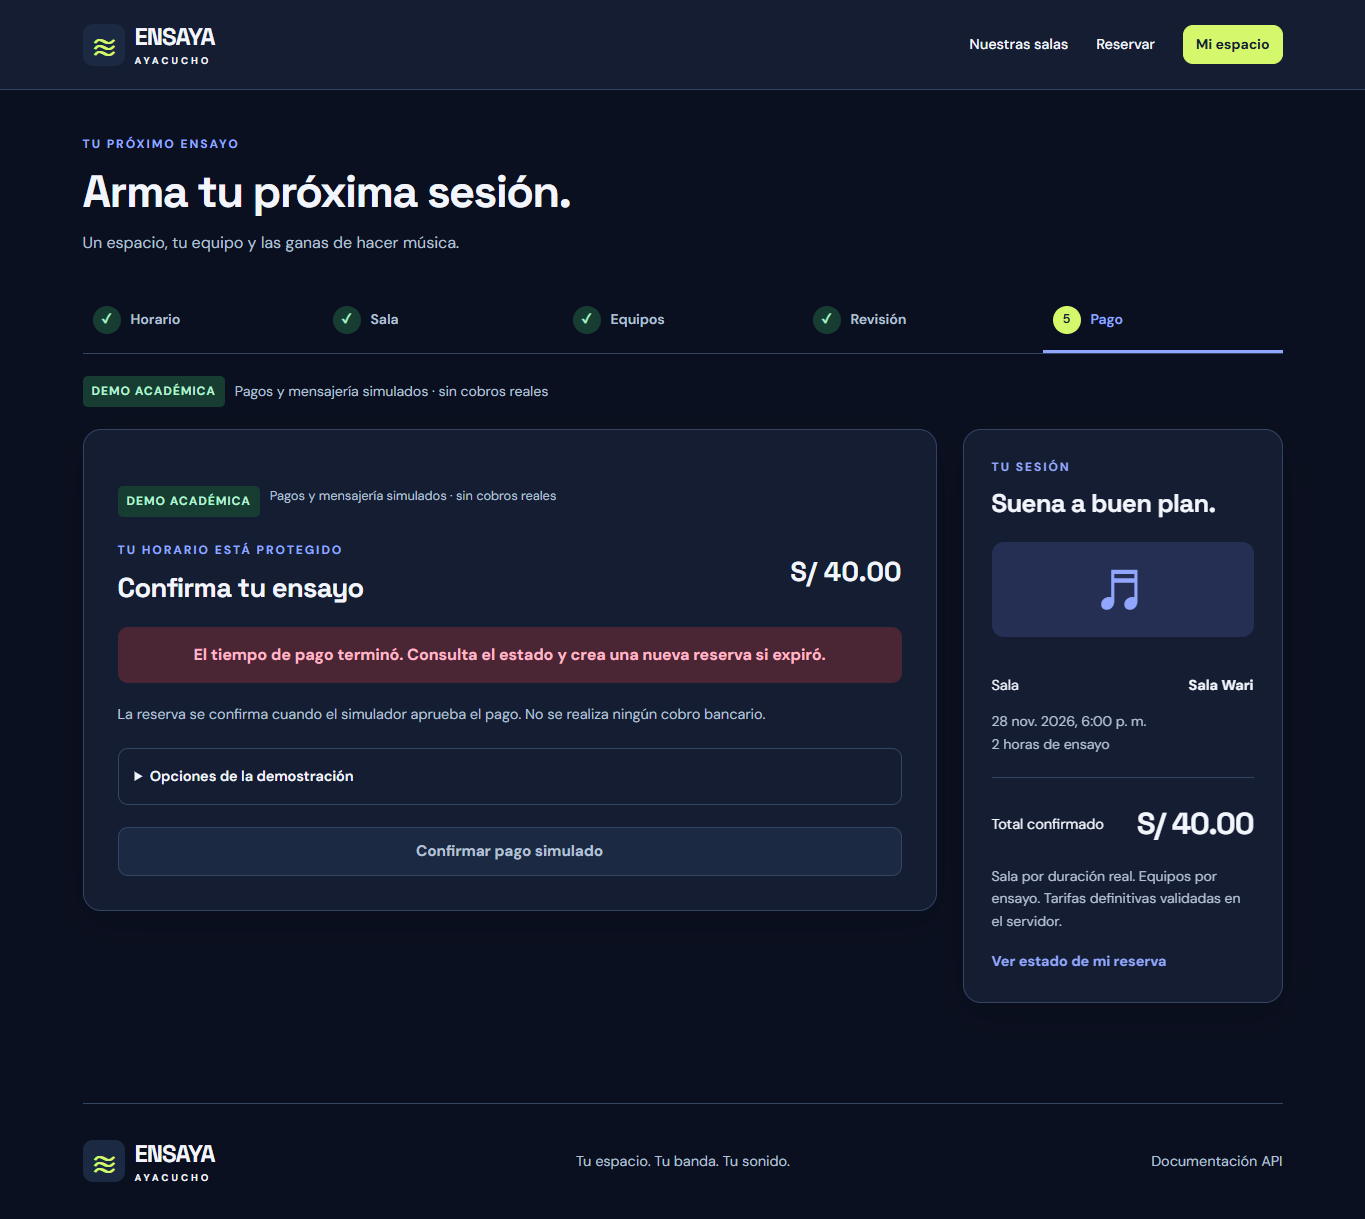 ENSAYA
AYACUCHO
Nuestras salas
Reservar
Mi espacio
TU PRÓXIMO ENSAYO
Arma tu próxima sesión.
Un espacio, tu equipo y las ganas de hacer música.
✓ Horario
✓ Sala
✓ Equipos
✓ Revisión
5 Pago
DEMO ACADÉMICA Pagos y mensajería simulados · sin cobros reales
DEMO ACADÉMICA Pagos y mensajería simulados · sin cobros reales
TU HORARIO ESTÁ PROTEGIDO
Confirma tu ensayo
S/ 40.00
El tiempo de pago terminó. Consulta el estado y crea una nueva reserva si expiró.
La reserva se confirma cuando el simulador aprueba el pago. No se realiza ningún cobro bancario.
Opciones de la demostración
Confirmar pago simulado
TU SESIÓN
Suena a buen plan.
Sala Sala Wari
28 nov. 2026, 6:00 p. m.
2 horas de ensayo
Total confirmado S/ 40.00
Sala por duración real. Equipos por
ensayo. Tarifas definitivas validadas en
el servidor.
Ver estado de mi reserva
ENSAYA
AYACUCHO
Tu espacio. Tu banda. Tu sonido.
Documentación API